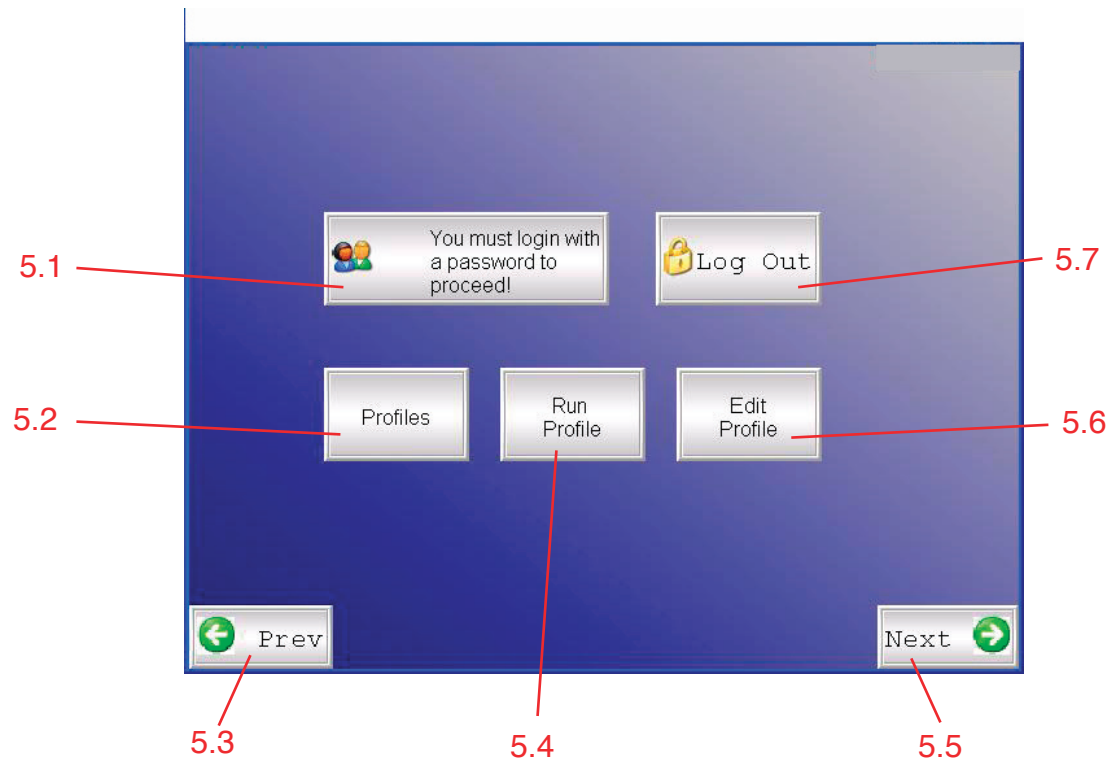 You must login with
a password to
proceed!
Log Out
5.1
5.7
Profiles
Run
Profile
Edit
Profile
5.2
5.6
Prev
Next
5.3
5.4
5.5